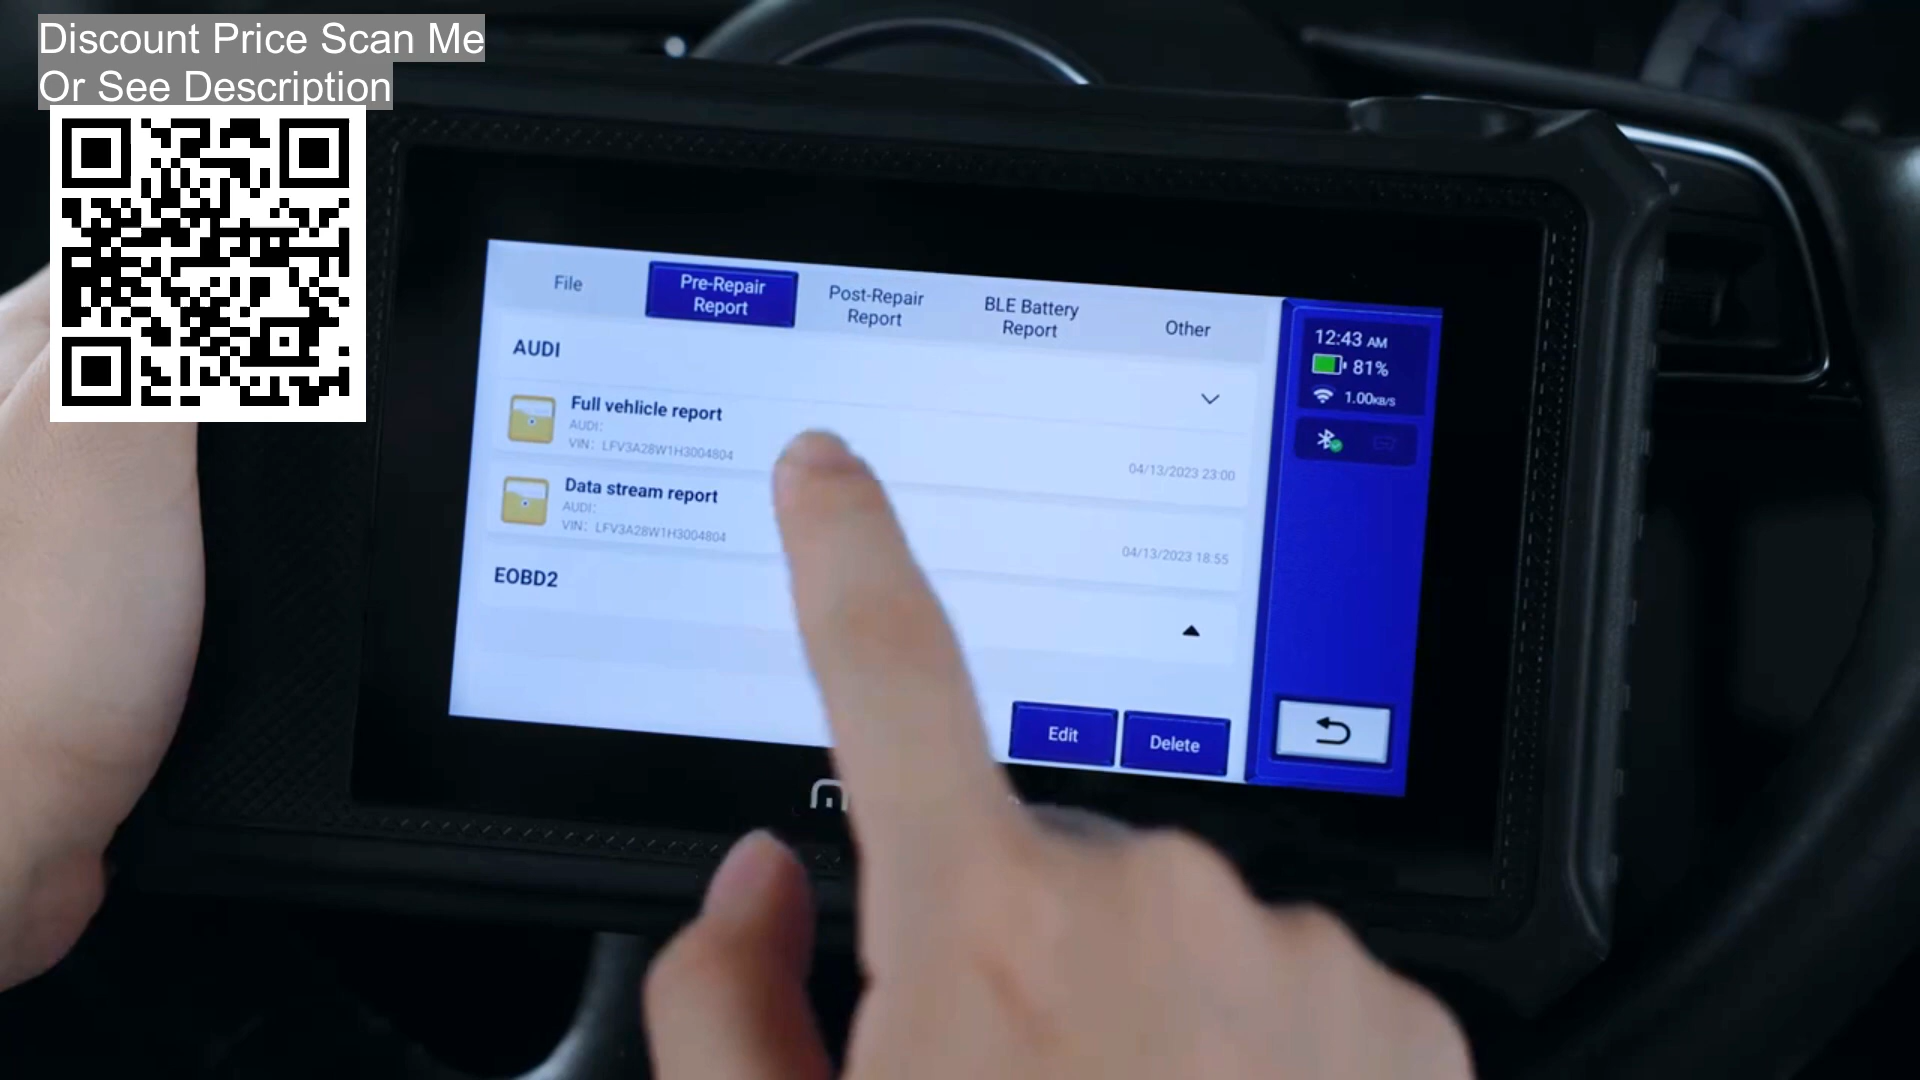 Discount Price Scan Me
Or See Description
File
Pre-Repair
Report
Post-Repair
Report
BLE Battery
Report
Other
AUDI
Full vehlicle report
AUDI:
VIN: LFV3A28W1H3004804
04/13/2023 23:00
Data stream report
AUDI:
VIN: LFV3A28W1H3004804
04/13/2023 18:55
EOBD2
Edit
Delete
12:43 AM
81%
1.00KB/S